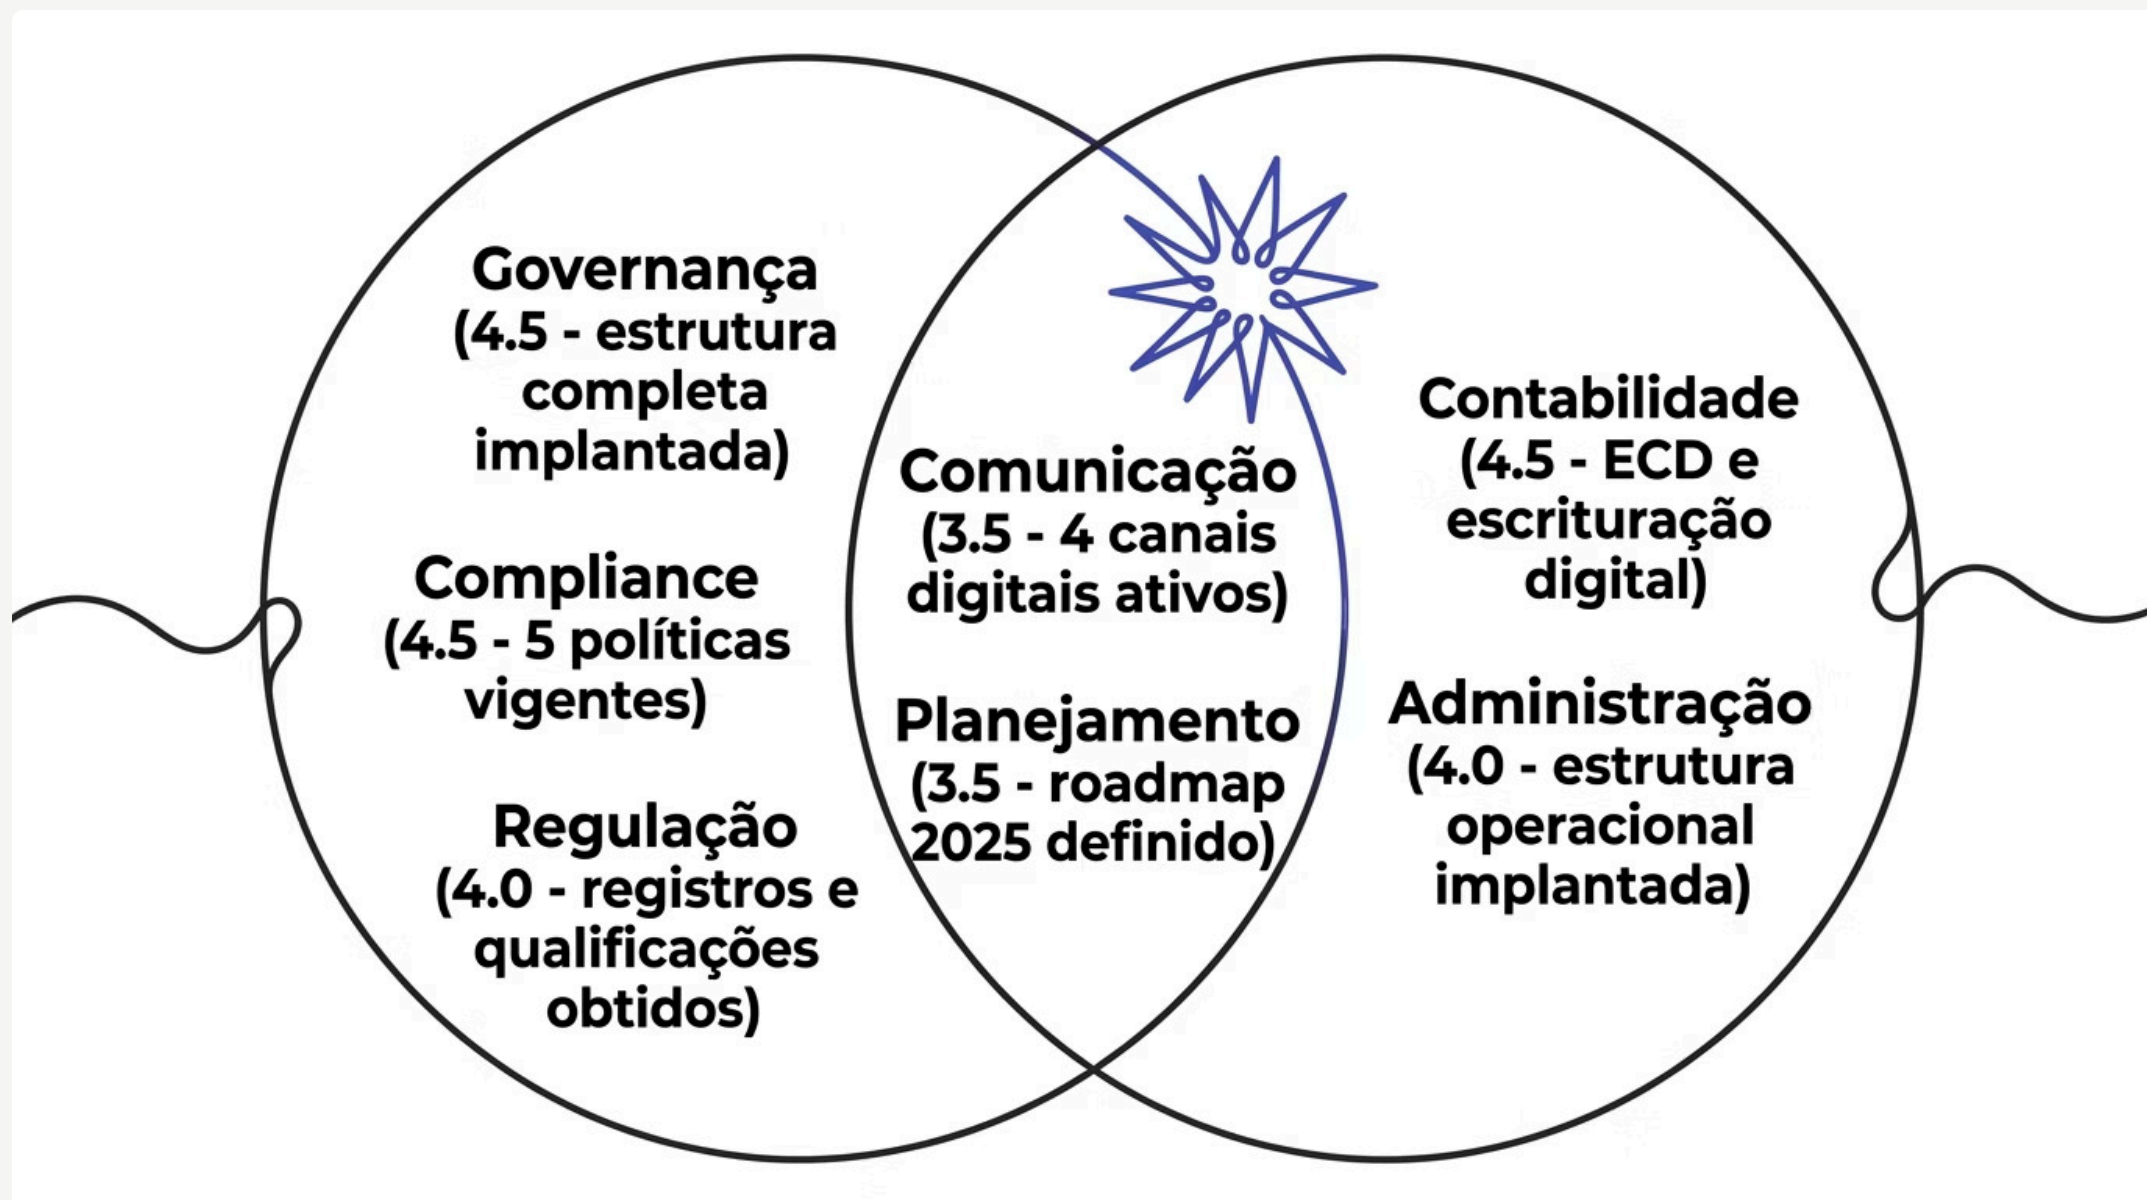 Governança
(4.5 - estrutura
completa
implantada)
Compliance
(4.5 - 5 políticas
vigentes)
Regulação
(4.0 - registros e
qualificações
obtidos)
Comunicação
(3.5 - 4 canais
digitais ativos)
Planejamento
(3.5 - roadmap
2025 definido)
Contabilidade
(4.5 - ECD e
escrituração
digital)
Administração
(4.0 - estrutura
operacional
implantada)